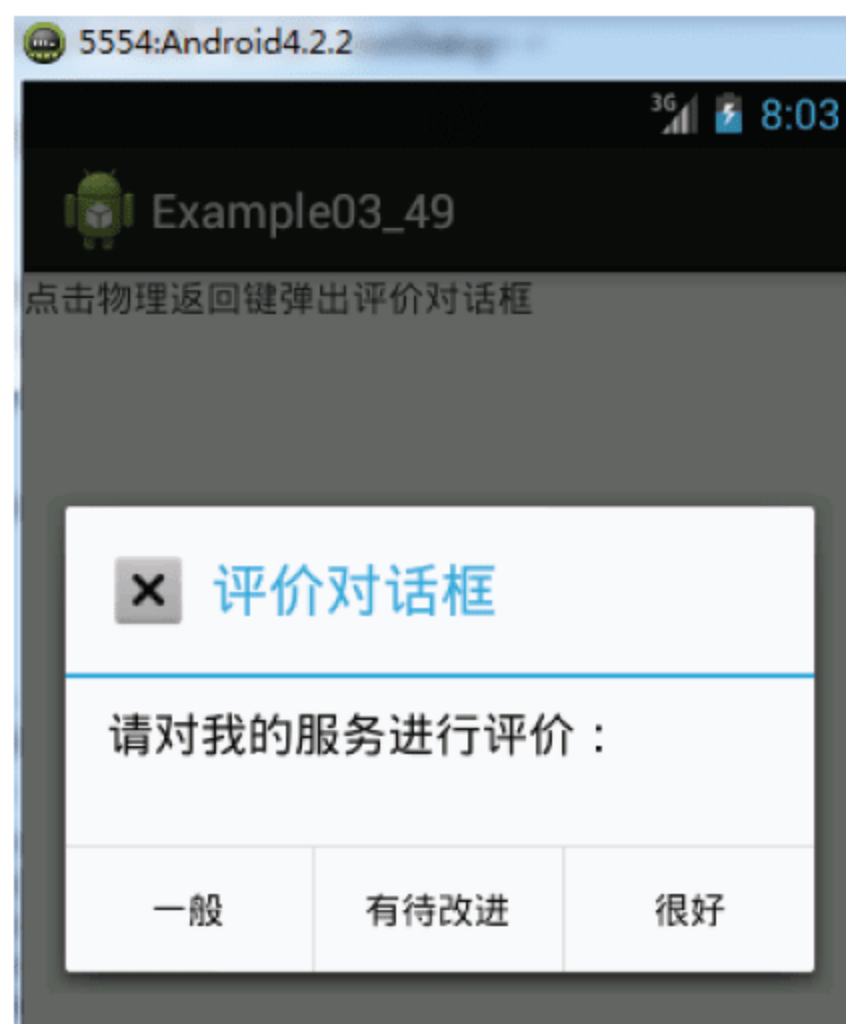 5554:Android4.2.2
3G 8:03
Example03_49
点击物理返回键弹出评价对话框
评价对话框
请对我的服务进行评价：
一般 有待改进 很好